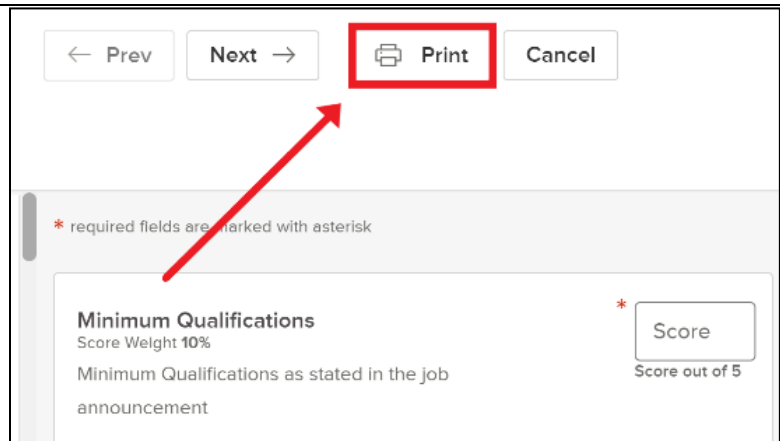 ← Prev Next → Print Cancel
* required fields are marked with asterisk
Minimum Qualifications
Score Weight 10%
Minimum Qualifications as stated in the job
announcement
* Score
Score out of 5